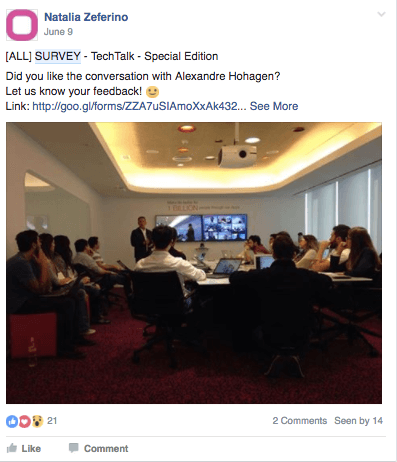 Natalia Zeferino
June 9
[ALL] SURVEY - TechTalk - Special Edition
Did you like the conversation with Alexandre Hohagen?
Let us know your feedback!
Link: http://goo.gl/forms/ZZA7uSIAmoXxAk432... See More
1 BILLION
21
2 Comments Seen by 14
Like Comment